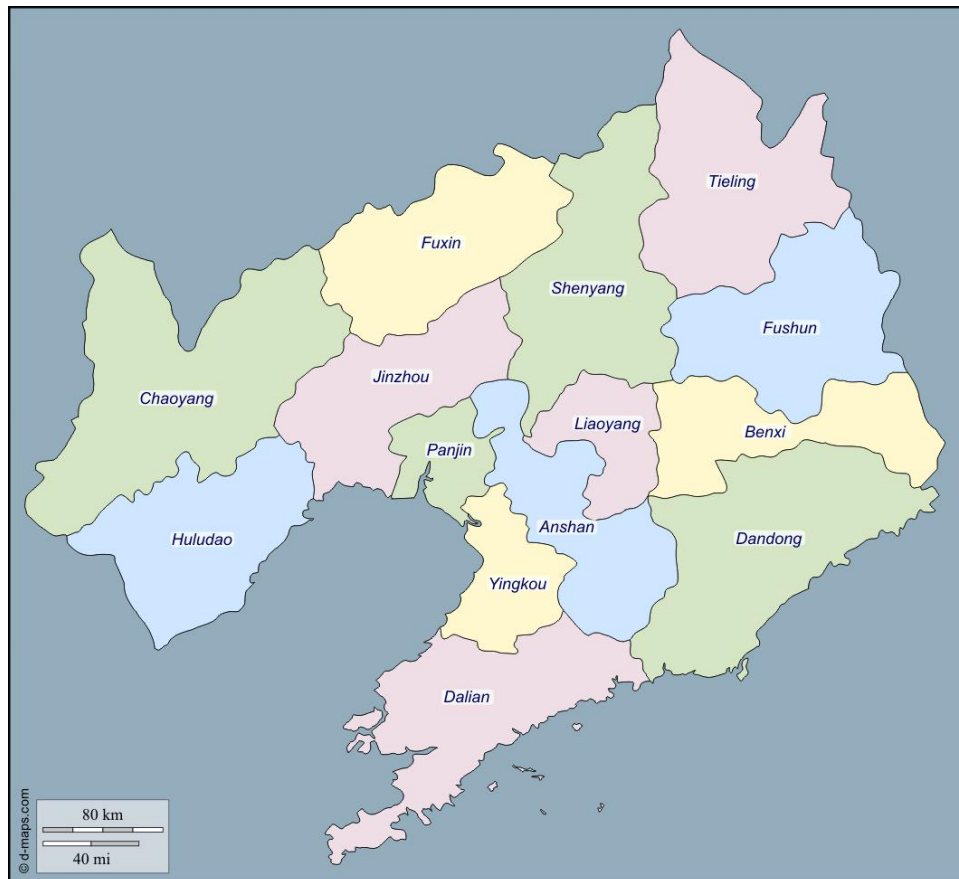 Tieling
Fuxin
Shenyang
Fushun
Jinzhou
Chaoyang
Liaoyang
Benxi
Panjin
Anshan
Huludao
Dandong
Yingkou
Dalian
© d-maps.com
80 km
40 mi